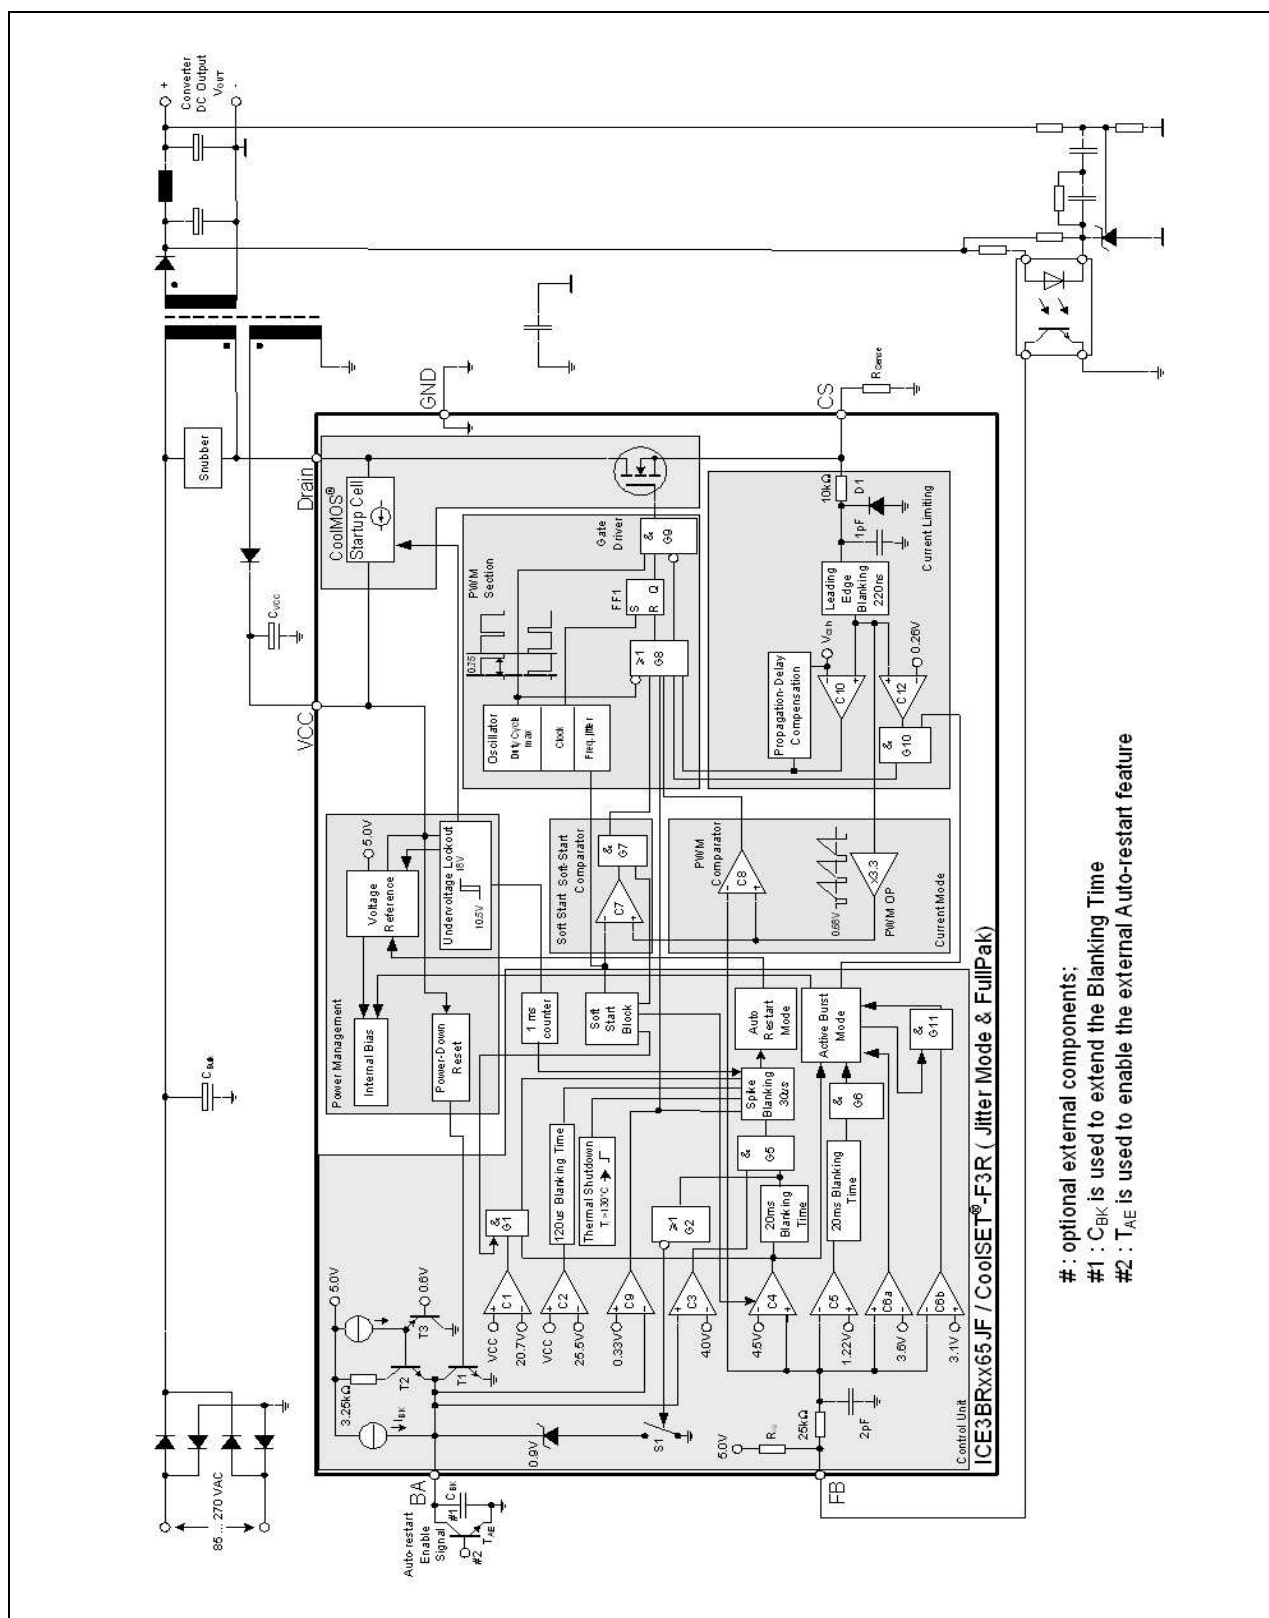 85 ... 270 VAC
C Bulk
Snubber
C VCC
+
Converter
DC Output
VOUT
-
Auto-restart
Enable
Signal
#2
TAE
#1 CBK
BA
VCC
Drain
GND
CS
RSense
FB
Power Management
Internal Bias
Voltage
Reference
5.0V
Power-Down
Reset
Undervoltage Lockout
18V
10.5V
CoolMOS®
Startup Cell
5.0V
3.25kΩ
IBK
T2
T3
0.6V
T1
0.9V
S1
VCC
20.7V
C1
&
G1
1 ms
counter
VCC
25.5V
C2
120us Blanking Time
Thermal Shutdown
Tj >130°C
0.33V
C9
4.0V
C3
≥1
G2
4.5V
C4
20ms
Blanking
Time
&
G5
Spike
Blanking
30us
Auto
Restart
Mode
1.22V
C5
20ms Blanking
Time
&
G6
Active Burst
Mode
3.6V
C6a
3.1V
C6b
&
G11
5.0V
25kΩ
2pF
Control Unit
Soft
Start
Block
Soft Start
Soft-Start
Comparator
C7
&
G7
PWM
Comparator
C8
0.68V
x3.3
PWM OP
Current Mode
PWM
Section
0.75
Oscillator
Duty Cycle
max
Clock
Freq. jitter
≥1
G8
FF1
S
R
Q
Gate
Driver
&
G9
Propagation-Delay
Compensation
Vcsth
C10
C12
0.26V
&
G10
Leading
Edge
Blanking
220ns
10kΩ
D1
1pF
Current Limiting
ICE3BRxx65JF / CoolSET®-F3R ( Jitter Mode & FullPak)
# : optional external components;
#1 : CBK is used to extend the Blanking Time
#2 : TAE is used to enable the external Auto-restart feature